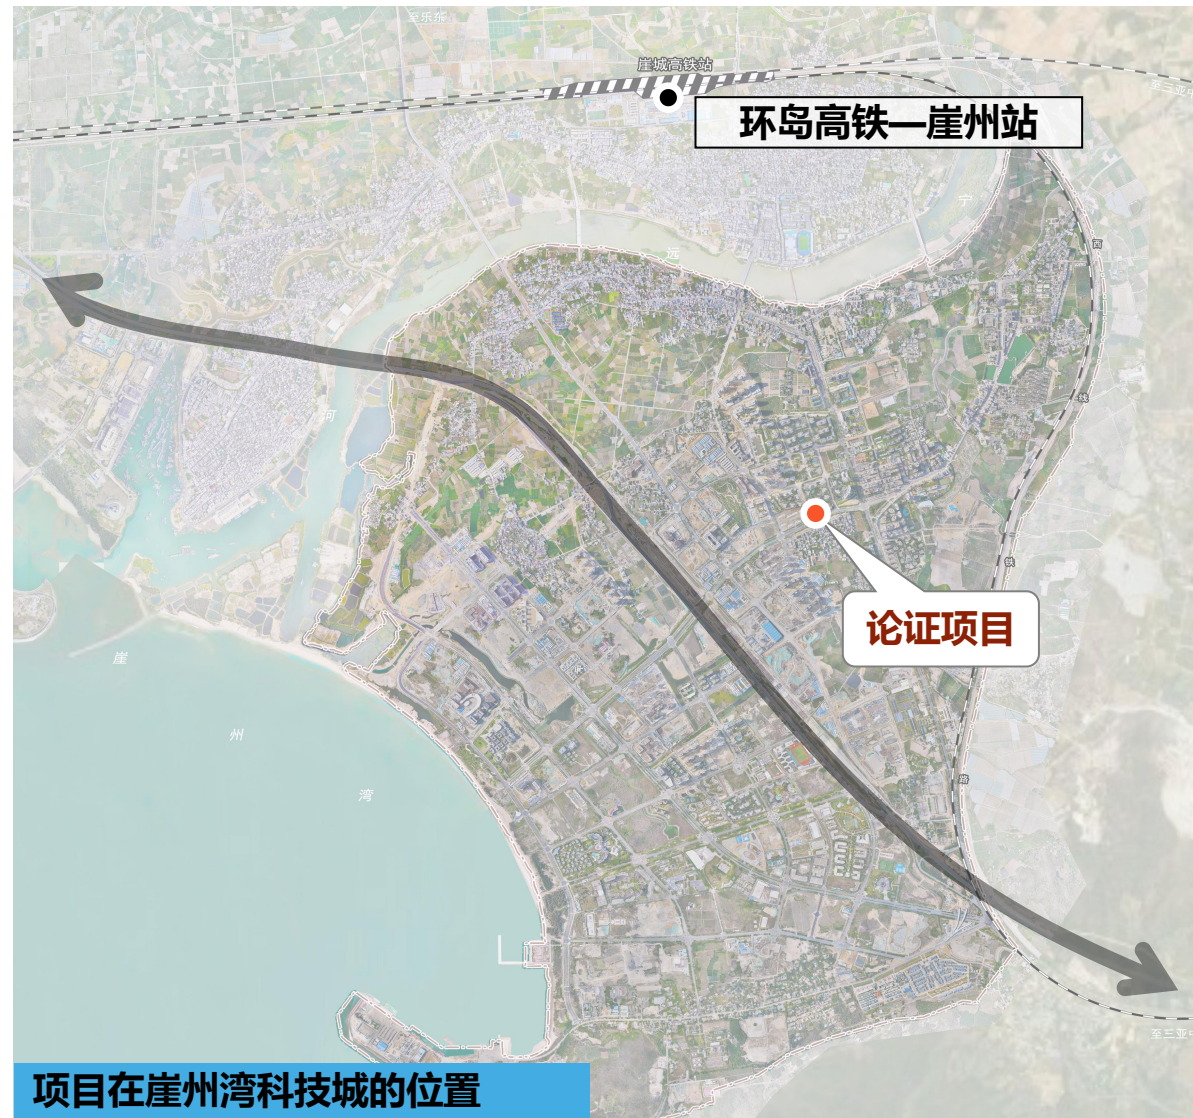 至乐东
崖城高铁站
至三亚中
环岛高铁—崖州站
宁
远
河
西
线
铁
路
论证项目
崖
州
湾
至三亚中
项目在崖州湾科技城的位置